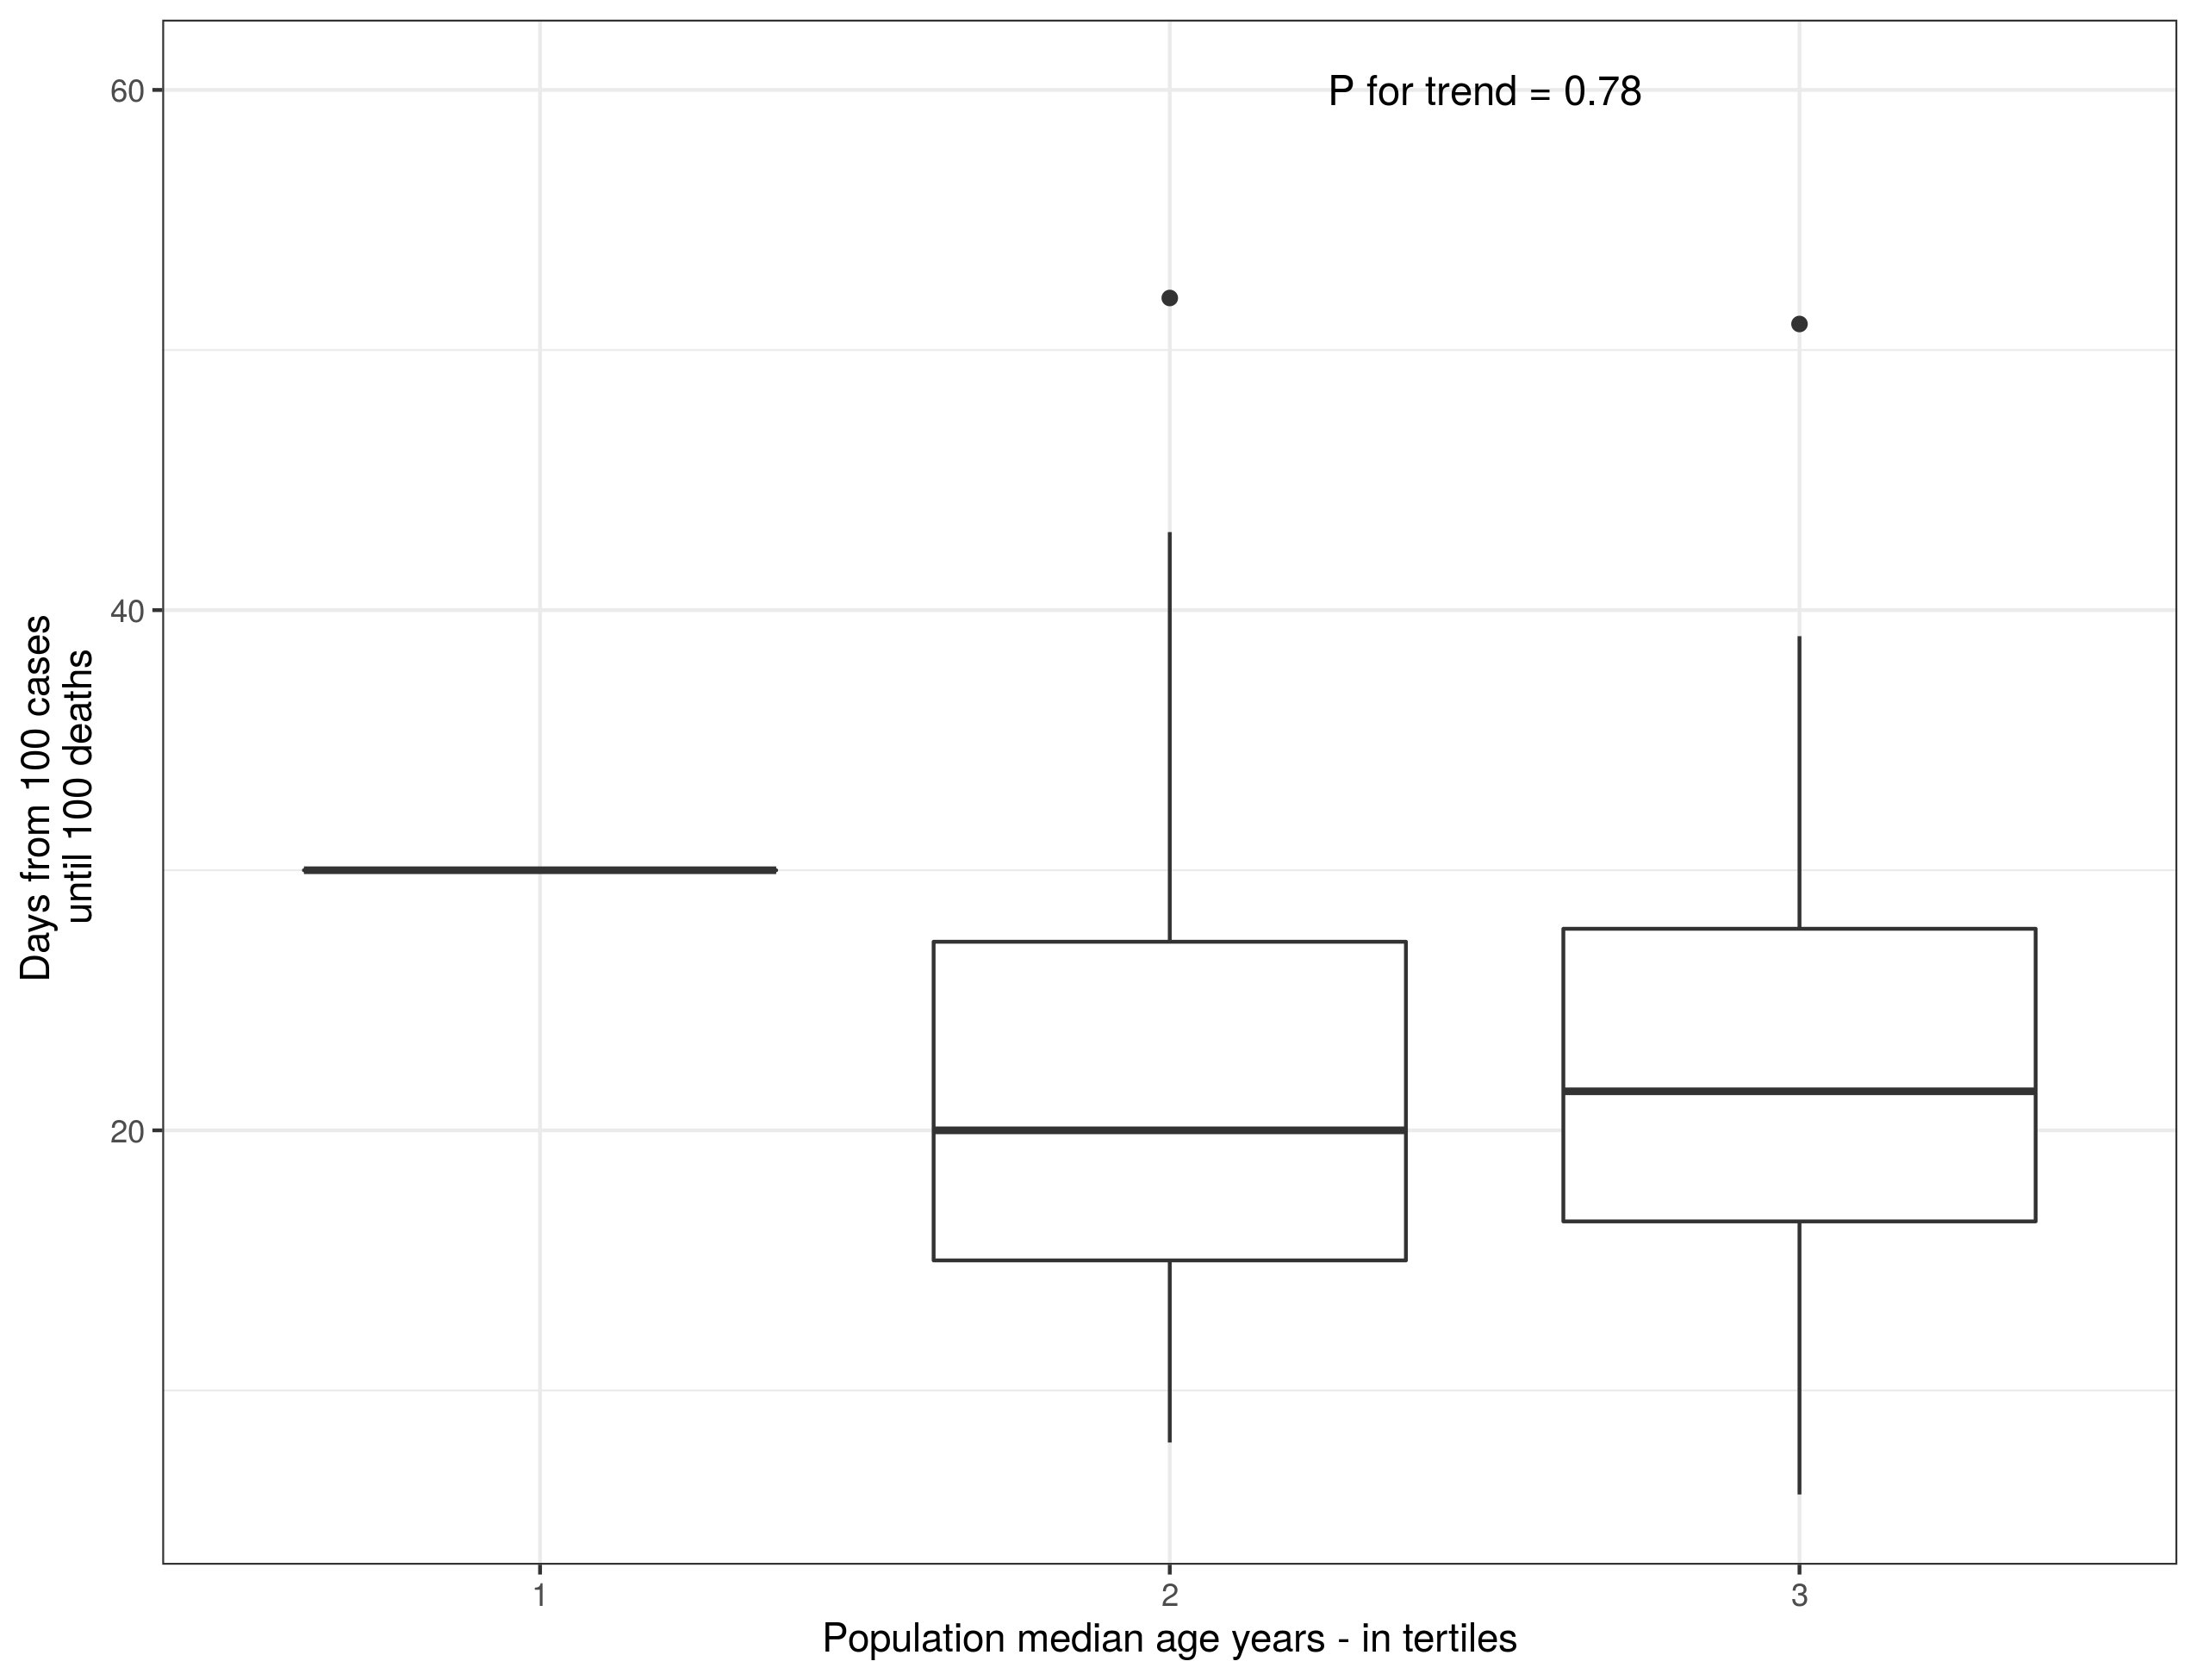 P for trend = 0.78
60
40
20
Days from 100 cases
until 100 deaths
1
2
3
Population median age years - in tertiles